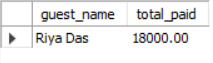 guest_name total_paid
Riya Das 18000.00